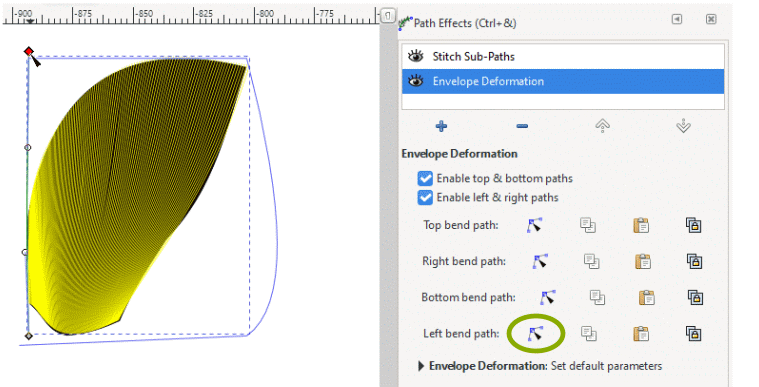 -900 -875 -850 -825 -800 -775
Path Effects (Ctrl+&)
Stitch Sub-Paths
Envelope Deformation
Envelope Deformation
Enable top & bottom paths
Enable left & right paths
Top bend path:
Right bend path:
Bottom bend path:
Left bend path:
Envelope Deformation: Set default parameters